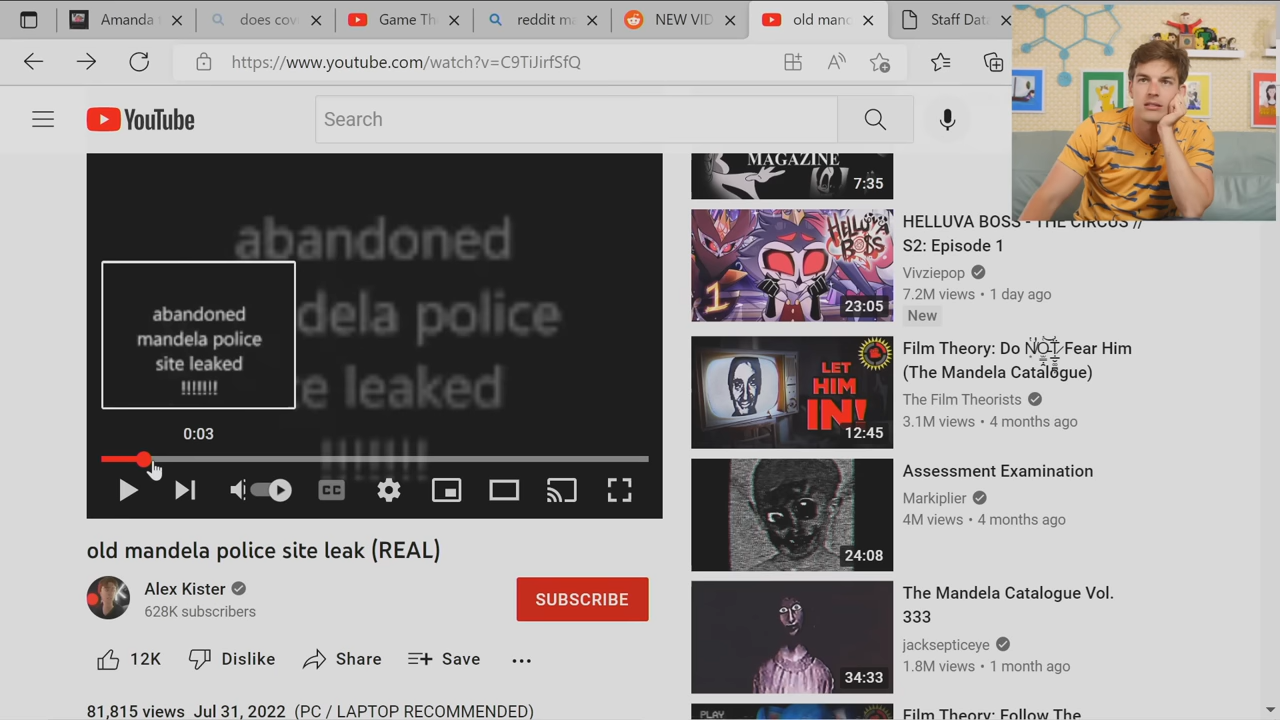 Amanda
does cov
Game Th
reddit ma
NEW VID
old manc
Staff Dat
https://www.youtube.com/watch?v=C9TiJirfSfQ
YouTube
Search
abandoned
mandela police
site leaked
!!!!!!!
abandoned
dela police
e leaked
!!!!!!!
0:03
CC
old mandela police site leak (REAL)
Alex Kister
628K subscribers
SUBSCRIBE
12K
Dislike
Share
Save
81,815 views Jul 31, 2022 (PC / LAPTOP RECOMMENDED)
MAGAZINE
7:35
HELLUVA BOSS
1
23:05
HELLUVA BOSS - THE CIRCUS //
S2: Episode 1
Vivziepop
7.2M views • 1 day ago
New
LET
HIM
IN!
12:45
Film Theory: Do NOT Fear Him
(The Mandela Catalogue)
The Film Theorists
3.1M views • 4 months ago
24:08
Assessment Examination
Markiplier
4M views • 4 months ago
34:33
The Mandela Catalogue Vol.
333
jacksepticeye
1.8M views • 1 month ago
PLAY
Film Theory: Follow The